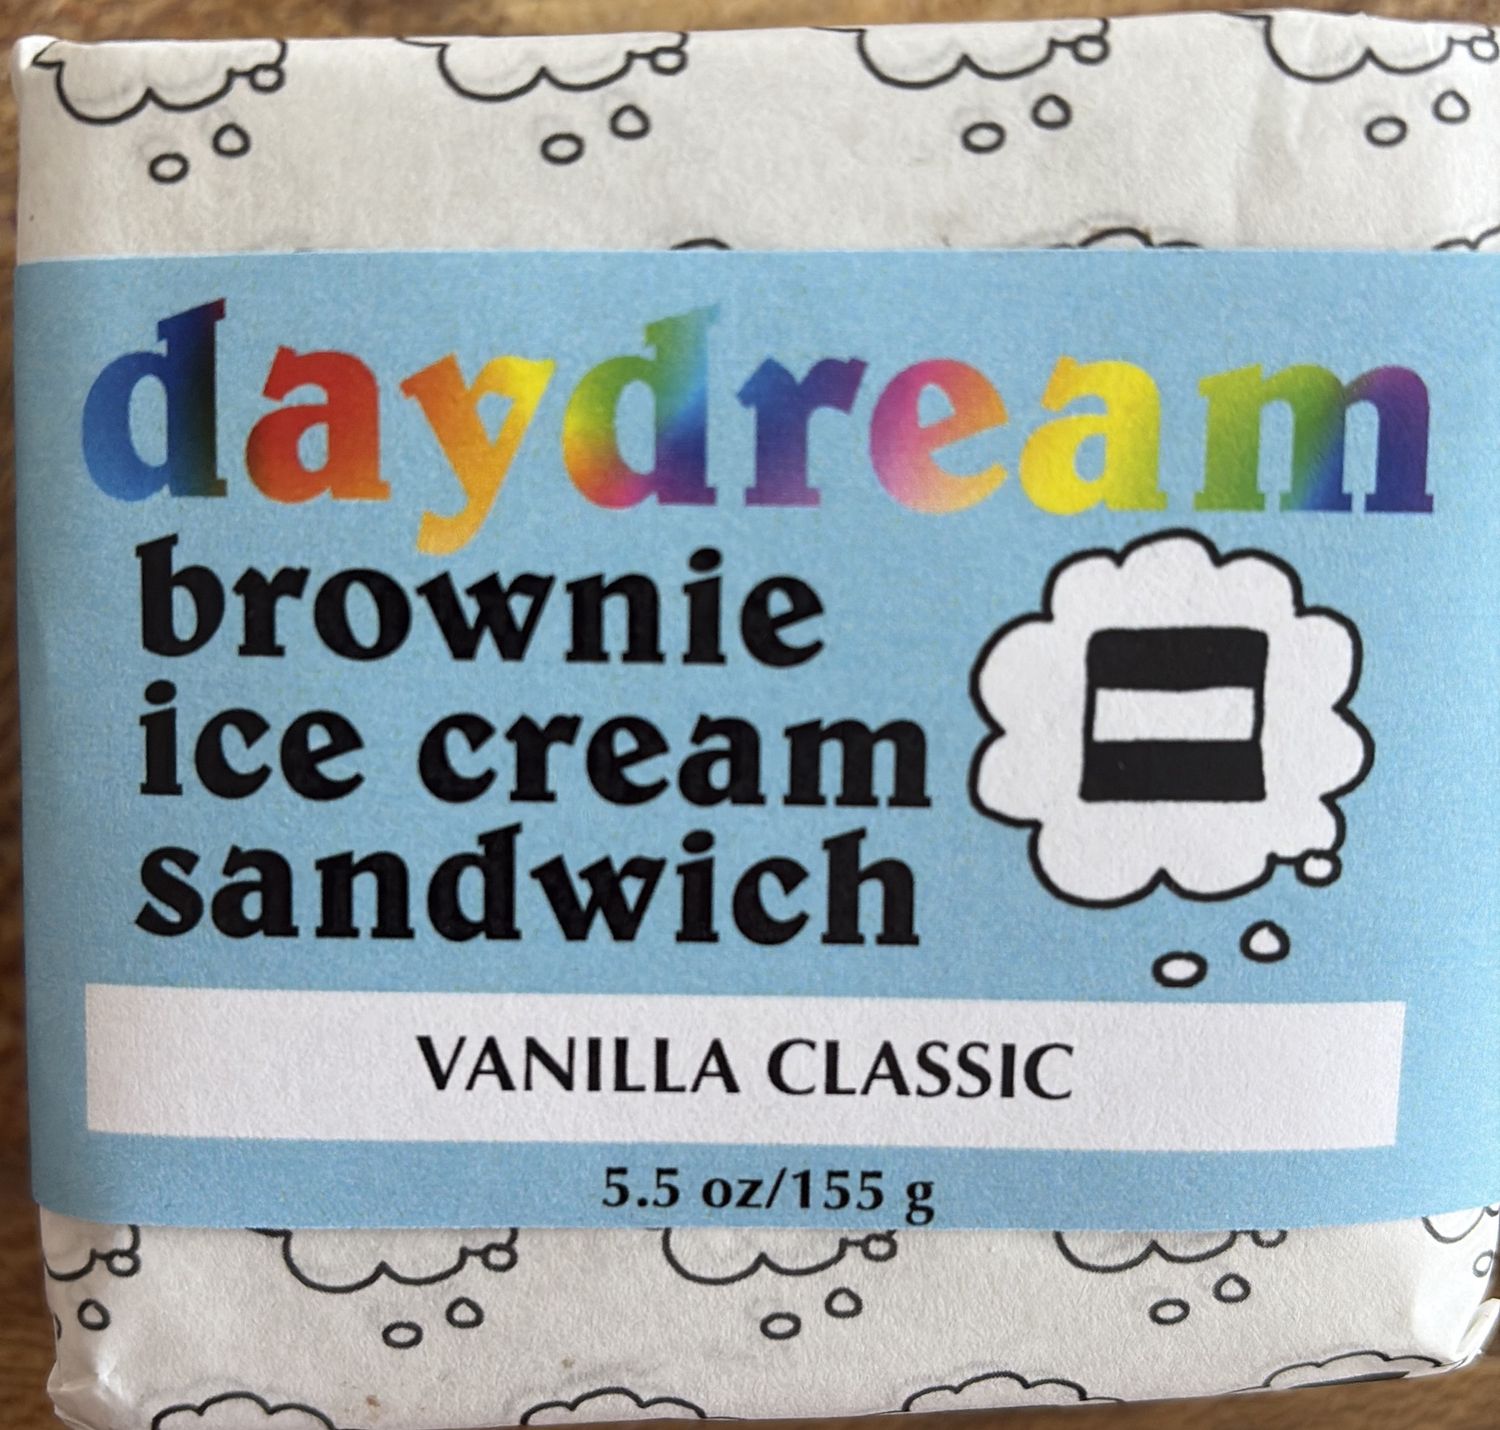 daydream
brownie
ice cream
sandwich
VANILLA CLASSIC
5.5 oz/155 g